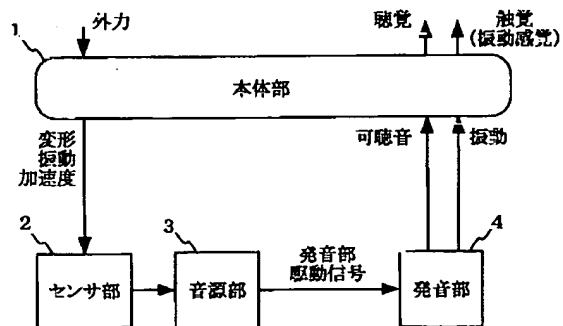 1
外力
聴覚
触覚
(振動感覚)
本体部
変形
振動
加速度
可聴音
振動
2
センサ部
3
音源部
発音部
駆動信号
4
発音部